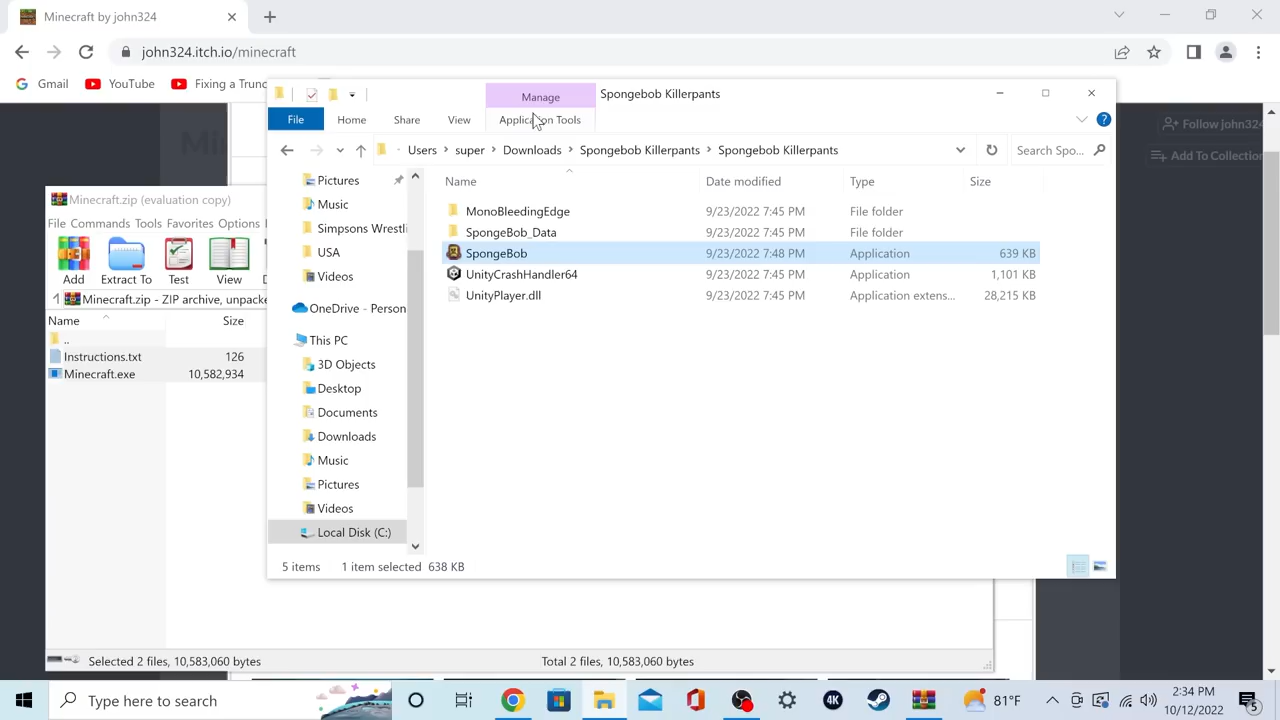 Minecraft by john324
john324.itch.io/minecraft
Gmail
YouTube
Fixing a Trunc
Manage
Spongebob Killerpants
File
Home
Share
View
Application Tools
Users
super
Downloads
Spongebob Killerpants
Spongebob Killerpants
Search Spo...
Follow john324
Add To Collection
Name
Date modified
Type
Size
MonoBleedingEdge 9/23/2022 7:45 PM File folder
SpongeBob_Data 9/23/2022 7:45 PM File folder
SpongeBob 9/23/2022 7:48 PM Application 639 KB
UnityCrashHandler64 9/23/2022 7:45 PM Application 1,101 KB
UnityPlayer.dll 9/23/2022 7:45 PM Application extens... 28,215 KB
Pictures
Music
Simpsons Wrestli
USA
Videos
OneDrive - Person
This PC
3D Objects
Desktop
Documents
Downloads
Music
Pictures
Videos
Local Disk (C:)
5 items 1 item selected 638 KB
Minecraft.zip (evaluation copy)
File Commands Tools Favorites Options
Add
Extract To
Test
View
Minecraft.zip - ZIP archive, unpacke
Name Size
..
Instructions.txt 126
Minecraft.exe 10,582,934
Selected 2 files, 10,583,060 bytes
Total 2 files, 10,583,060 bytes
Type here to search
4K
81°F
2:34 PM
10/12/2022
5